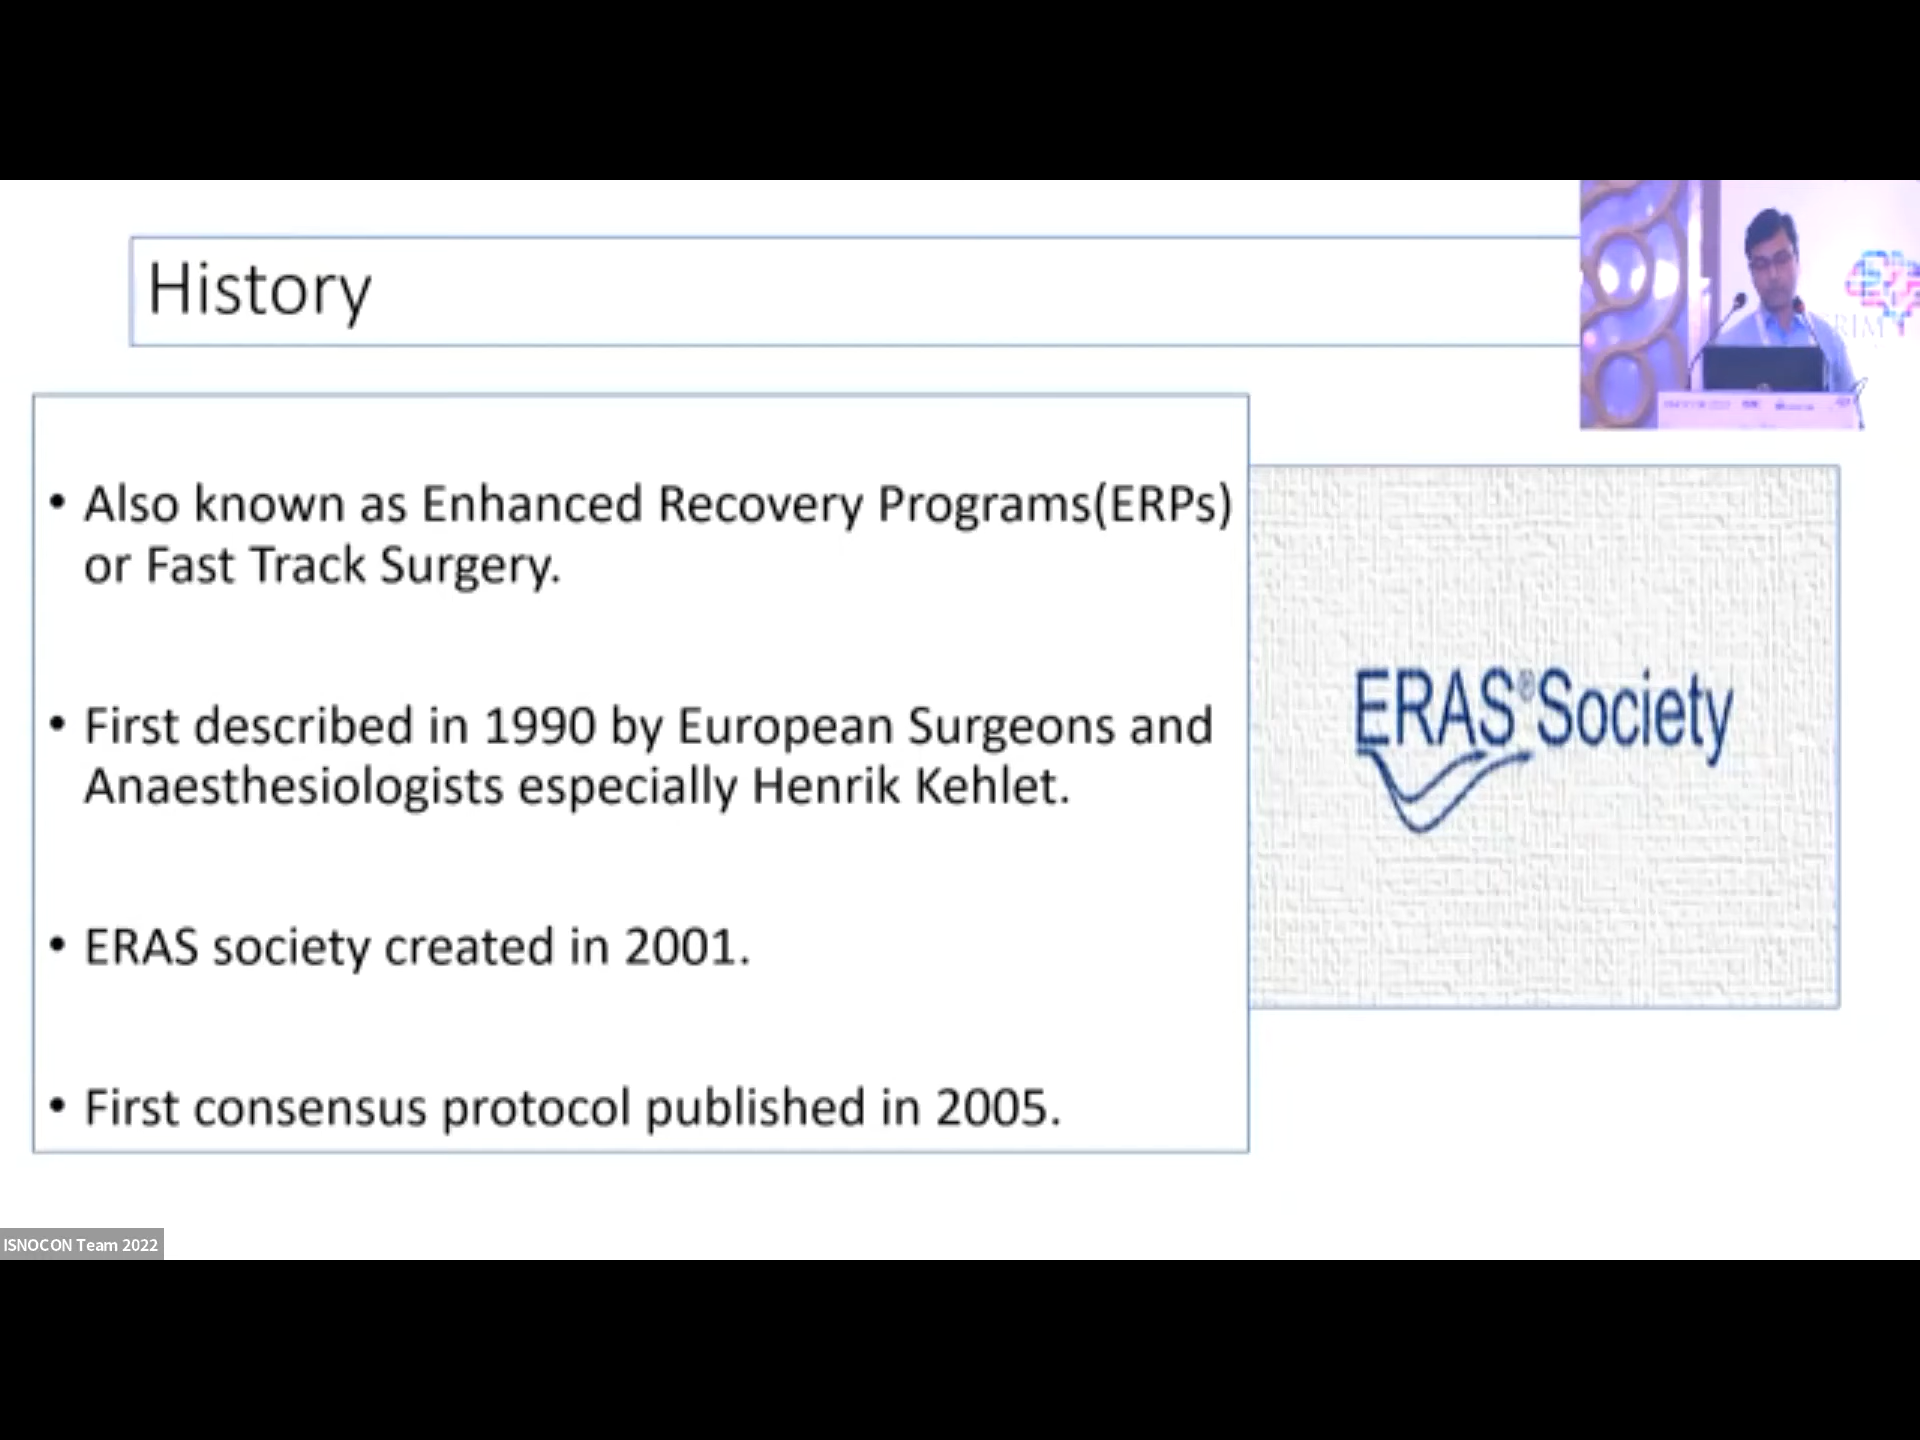 History
• Also known as Enhanced Recovery Programs(ERPs)
or Fast Track Surgery.
• First described in 1990 by European Surgeons and
Anaesthesiologists especially Henrik Kehlet.
• ERAS society created in 2001.
• First consensus protocol published in 2005.
ERAS®Society
ISNOCON Team 2022